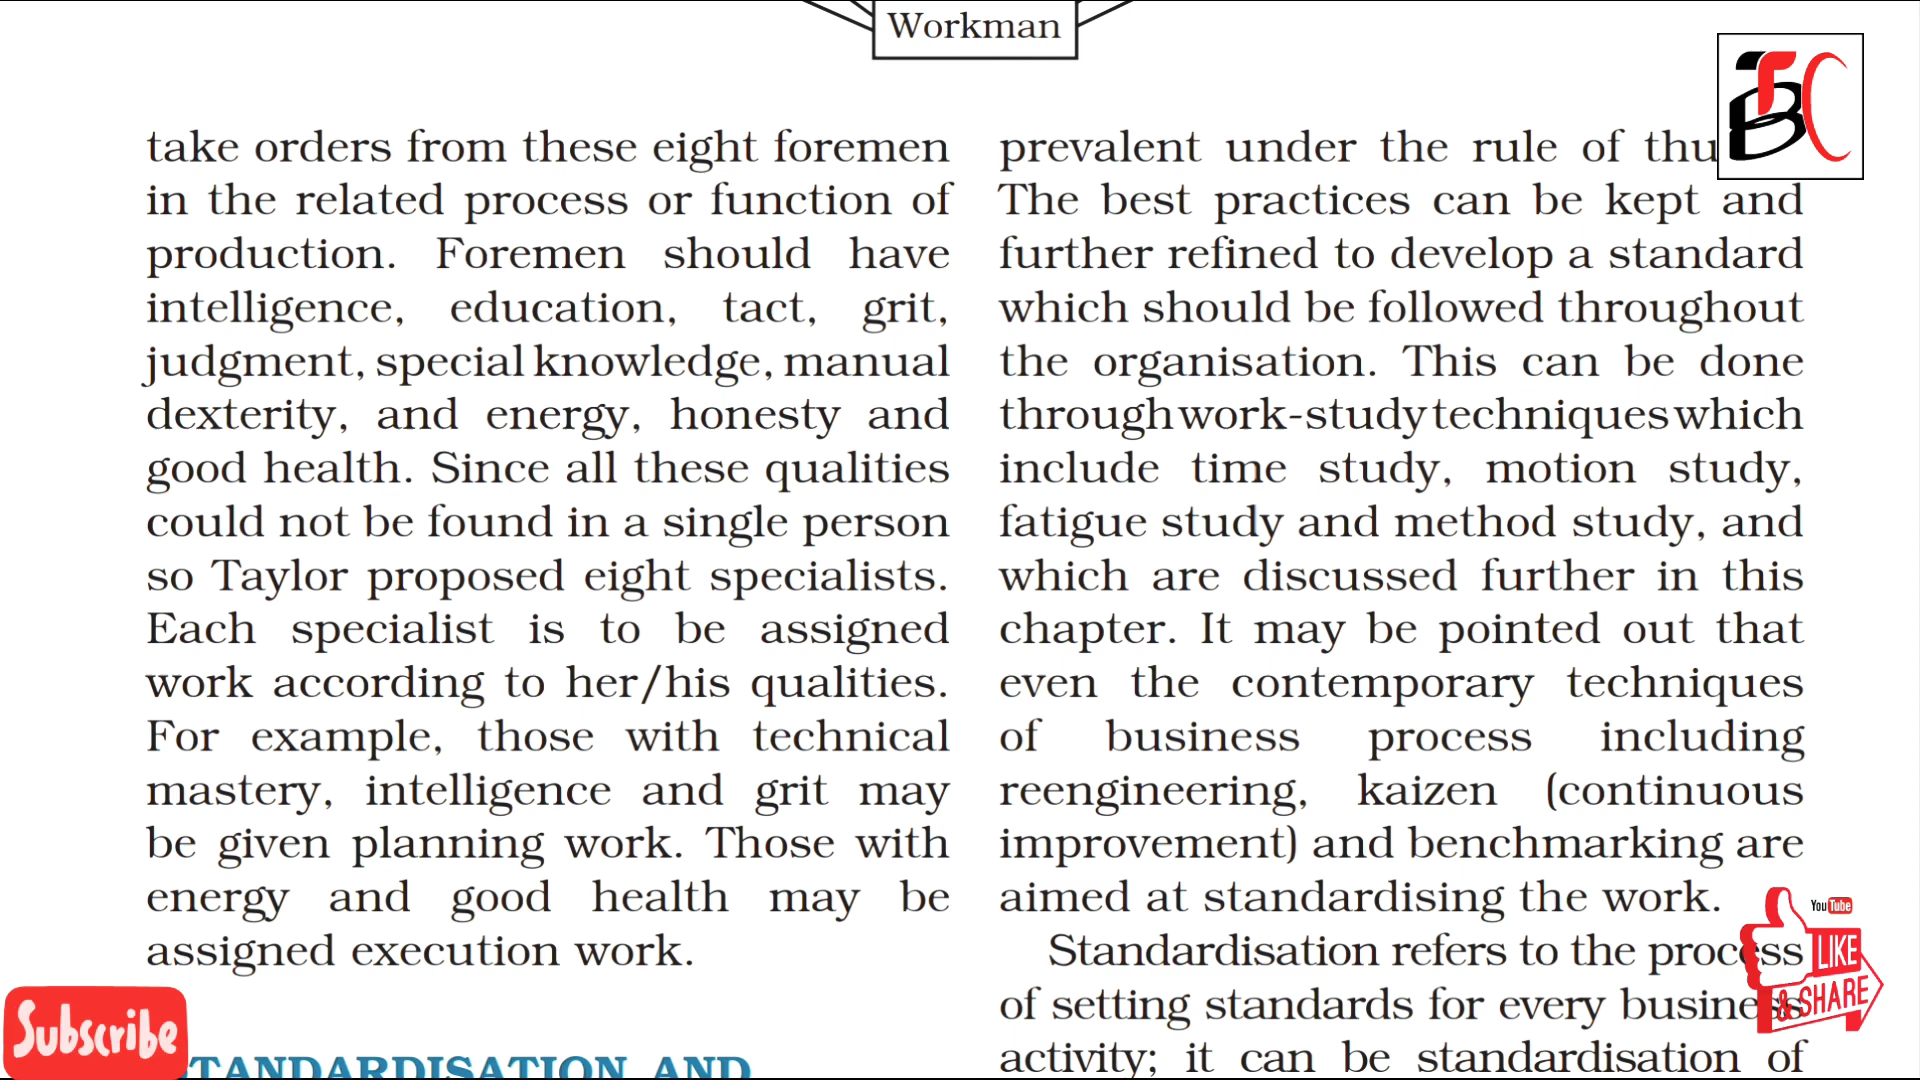 Workman
take orders from these eight foremen
in the related process or function of
production. Foremen should have
intelligence, education, tact, grit,
judgment, special knowledge, manual
dexterity, and energy, honesty and
good health. Since all these qualities
could not be found in a single person
so Taylor proposed eight specialists.
Each specialist is to be assigned
work according to her/his qualities.
For example, those with technical
mastery, intelligence and grit may
be given planning work. Those with
energy and good health may be
assigned execution work.
TANDARDISATION AND
prevalent under the rule of thu
The best practices can be kept and
further refined to develop a standard
which should be followed throughout
the organisation. This can be done
through work-study techniques which
include time study, motion study,
fatigue study and method study, and
which are discussed further in this
chapter. It may be pointed out that
even the contemporary techniques
of business process including
reengineering, kaizen (continuous
improvement) and benchmarking are
aimed at standardising the work.
Standardisation refers to the process
of setting standards for every business
activity; it can be standardisation of
Subscribe
YouTube
LIKE
& SHARE